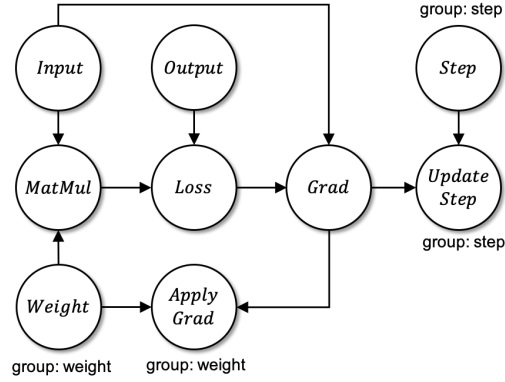 group: step
Input
Output
Step
MatMul
Loss
Grad
Update
Step
group: step
Weight
Apply
Grad
group: weight
group: weight